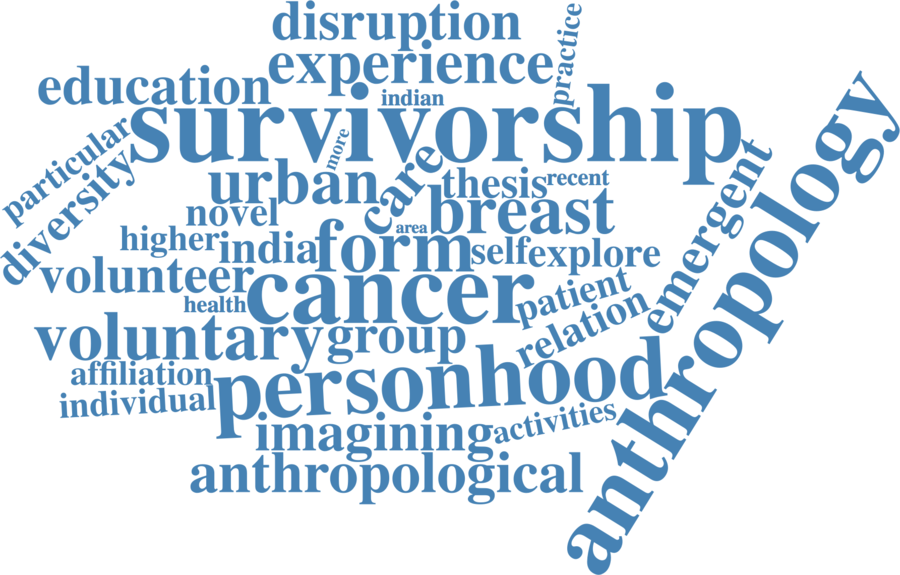 disruption
practice
experience
education
indian
survivorship
anthropology
particular
more
diversity
urban
care
thesis
recent
emergent
novel
breast
area
higher
india
form
self
explore
volunteer
cancer
patient
health
relation
voluntary
group
personhood
affiliation
individual
imagining
activities
anthropological